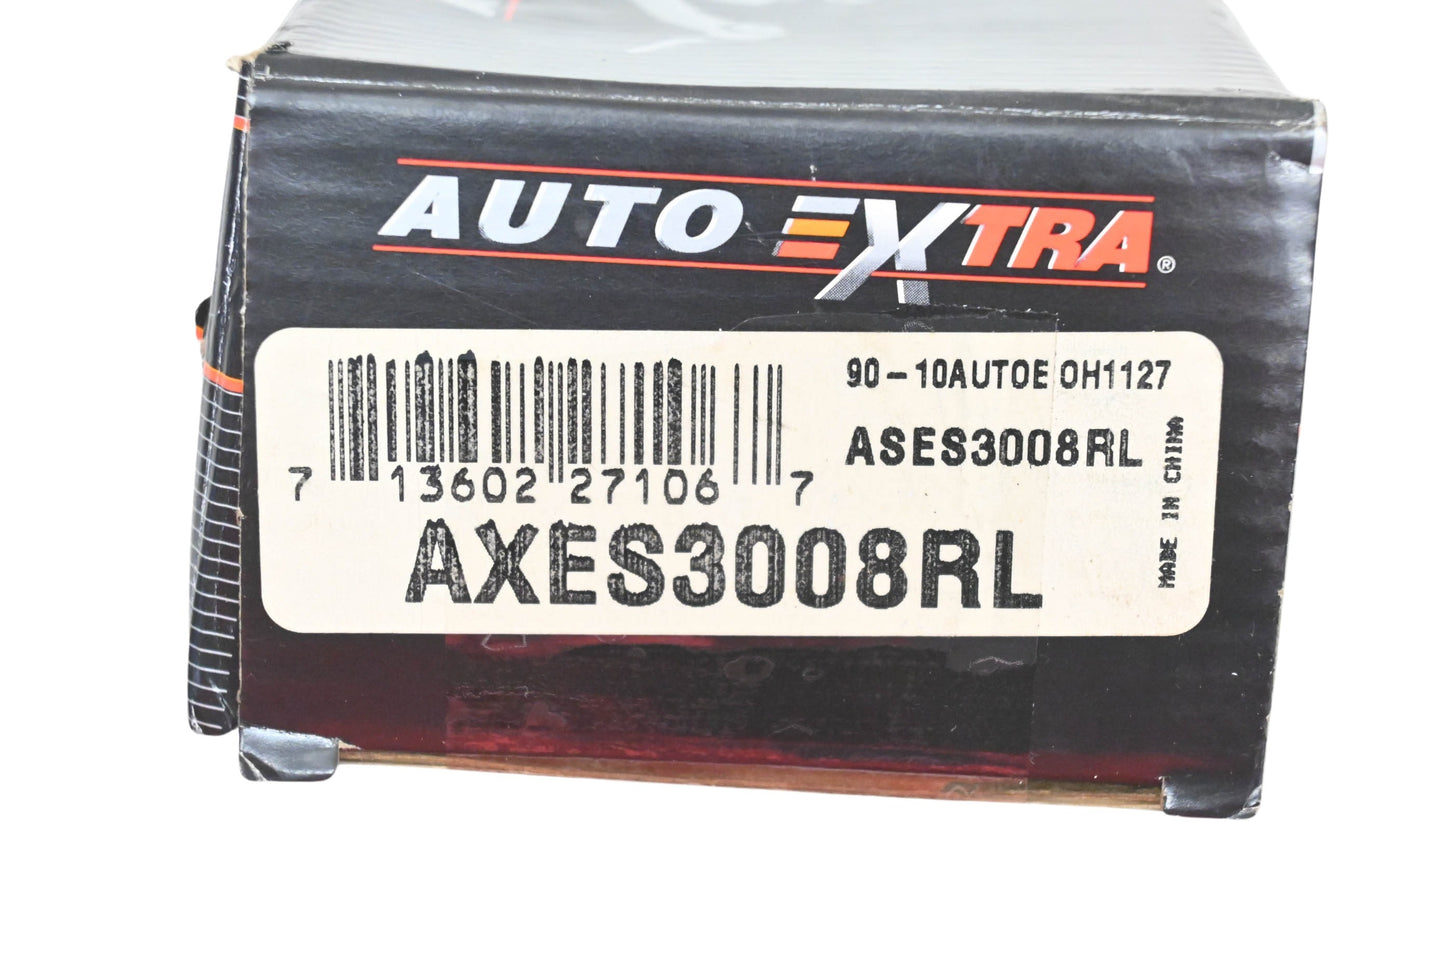 AUTO EXTRA®
90-10AUTOE OH1127
ASES3008RL
MADE IN CHINA
7 13602 27106 7
AXES3008RL